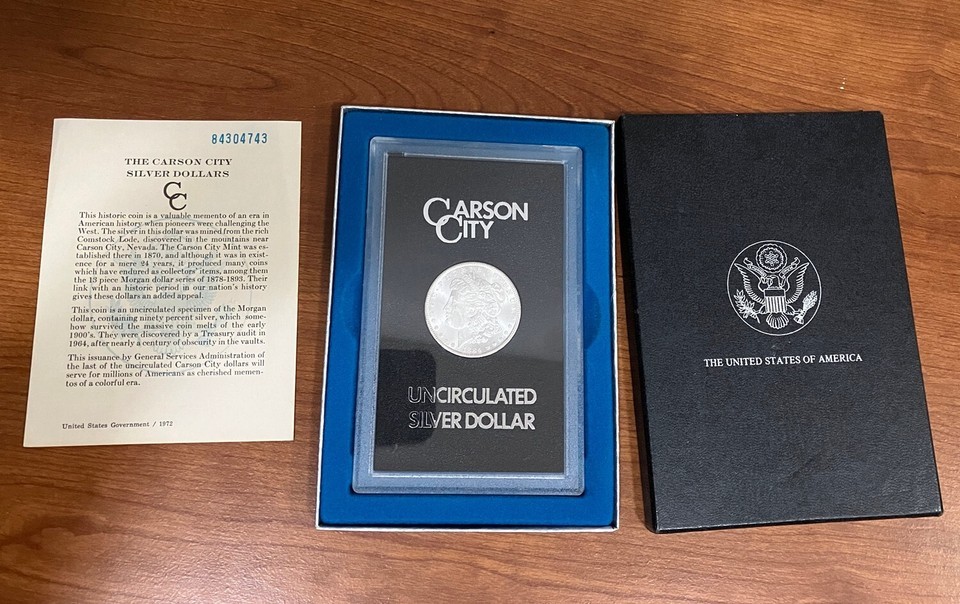 84304743
THE CARSON CITY
SILVER DOLLARS
CC
This historic coin is a valuable memento of an era in
American history when pioneers were challenging the
West. The silver in this dollar was mined from the rich
Comstock Lode, discovered in the mountains near
Carson City, Nevada. The Carson City Mint was es-
tablished there in 1870, and although it was in exist-
ence for a mere 24 years, it produced many coins
which have endured as collectors' items, among them
the 13 piece Morgan dollar series of 1878-1893. Their
link with an historic period in our nation's history
gives these dollars an added appeal.
This coin is an uncirculated specimen of the Morgan
dollar, containing ninety percent silver, which some-
how survived the massive coin melts of the early
1900's. They were discovered by a Treasury audit in
1964, after nearly a century of obscurity in the vaults.
This issuance by General Services Administration of
the last of the uncirculated Carson City dollars will
serve for millions of Americans as cherished memen-
tos of a colorful era.
United States Government / 1972
CARSON
CITY
UNCIRCULATED
SILVER DOLLAR
THE UNITED STATES OF AMERICA